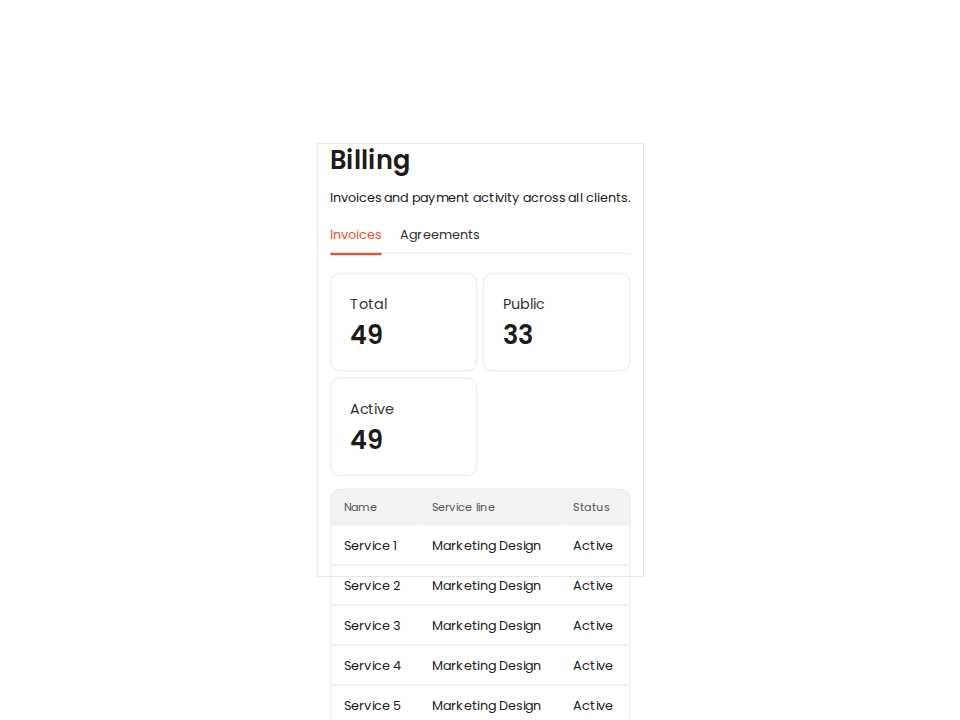 Billing
Invoices and payment activity across all clients.
Invoices Agreements
Total Public
49 33
Active
49
Name Service line Status
Service 1 Marketing Design Active
Service 2 Marketing Design Active
Service 3 Marketing Design Active
Service 4 Marketing Design Active
Service 5 Marketing Design Active